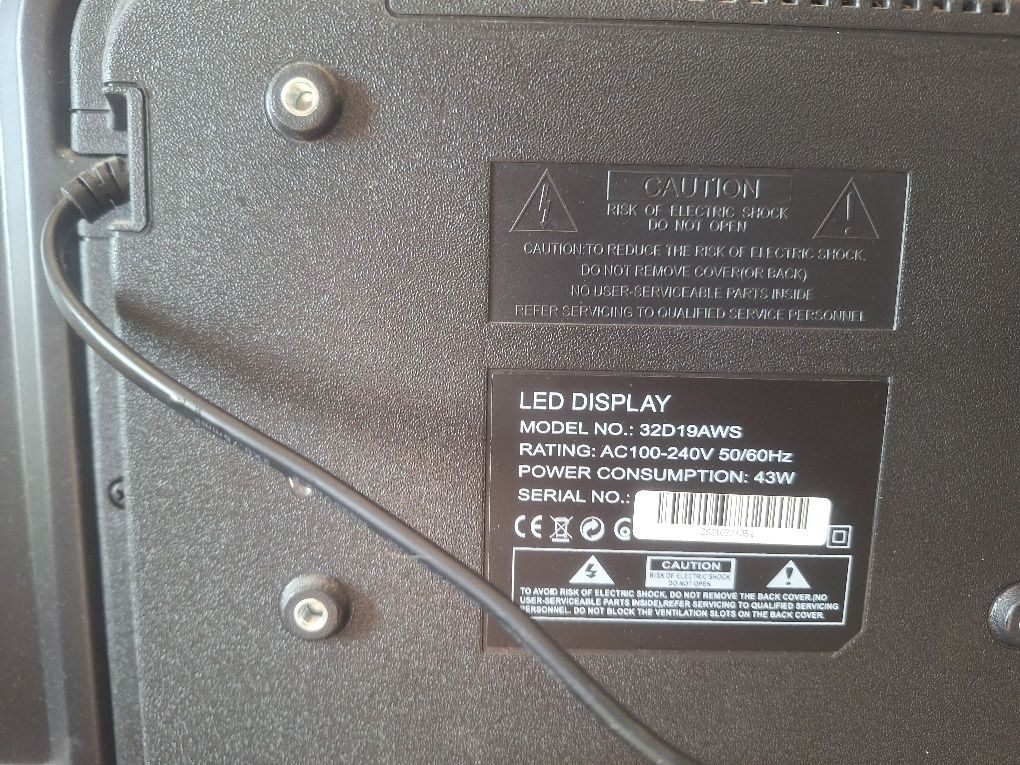 CAUTION
RISK OF ELECTRIC SHOCK
DO NOT OPEN
CAUTION:TO REDUCE THE RISK OF ELECTRIC SHOCK.
DO NOT REMOVE COVER(OR BACK)
NO USER-SERVICEABLE PARTS INSIDE
REFER SERVICING TO QUALIFIED SERVICE PERSONNEL
LED DISPLAY
MODEL NO.: 32D19AWS
RATING: AC100-240V 50/60Hz
POWER CONSUMPTION: 43W
SERIAL NO.:
CE
CAUTION
RISK OF ELECTRIC SHOCK
DO NOT OPEN
TO AVOID RISK OF ELECTRIC SHOCK, DO NOT REMOVE THE BACK COVER.(NO
USER-SERVICEABLE PARTS INSIDE),REFER SERVICING TO QUALIFIED SERVICING
PERSONNEL. DO NOT BLOCK THE VENTILATION SLOTS ON THE BACK COVER.